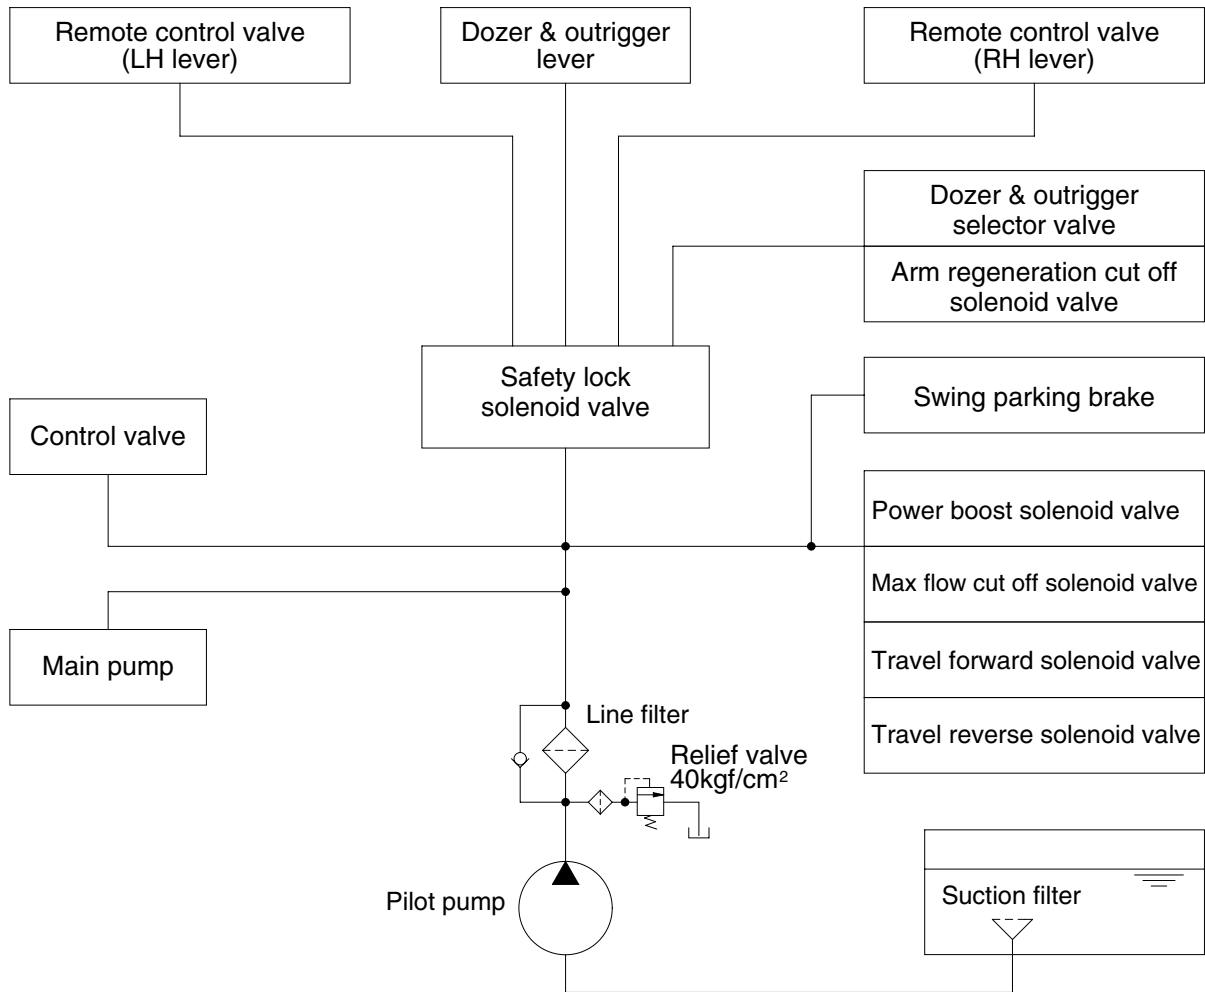 Remote control valve
(LH lever)
Dozer & outrigger
lever
Remote control valve
(RH lever)
Dozer & outrigger
selector valve
Arm regeneration cut off
solenoid valve
Safety lock
solenoid valve
Swing parking brake
Control valve
Power boost solenoid valve
Max flow cut off solenoid valve
Main pump
Travel forward solenoid valve
Travel reverse solenoid valve
Line filter
Relief valve
40kgf/cm²
Pilot pump
Suction filter